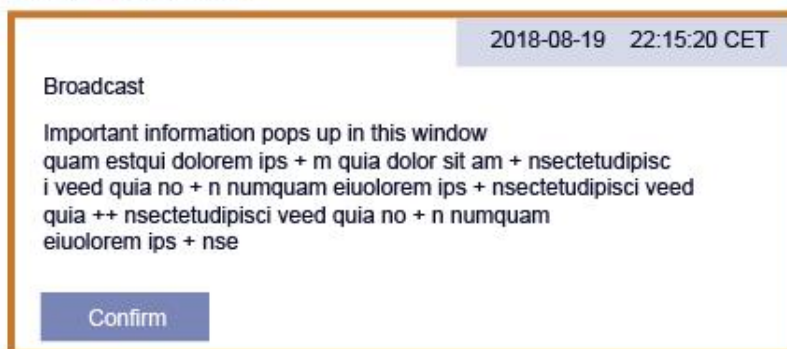 2018-08-19 22:15:20 CET
Broadcast
Important information pops up in this window
quam estqui dolorem ips + m quia dolor sit am + nsectetudipisc
i veed quia no + n numquam eiuolorem ips + nsectetudipisci veed
quia ++ nsectetudipisci veed quia no + n numquam
eiuolorem ips + nse
Confirm